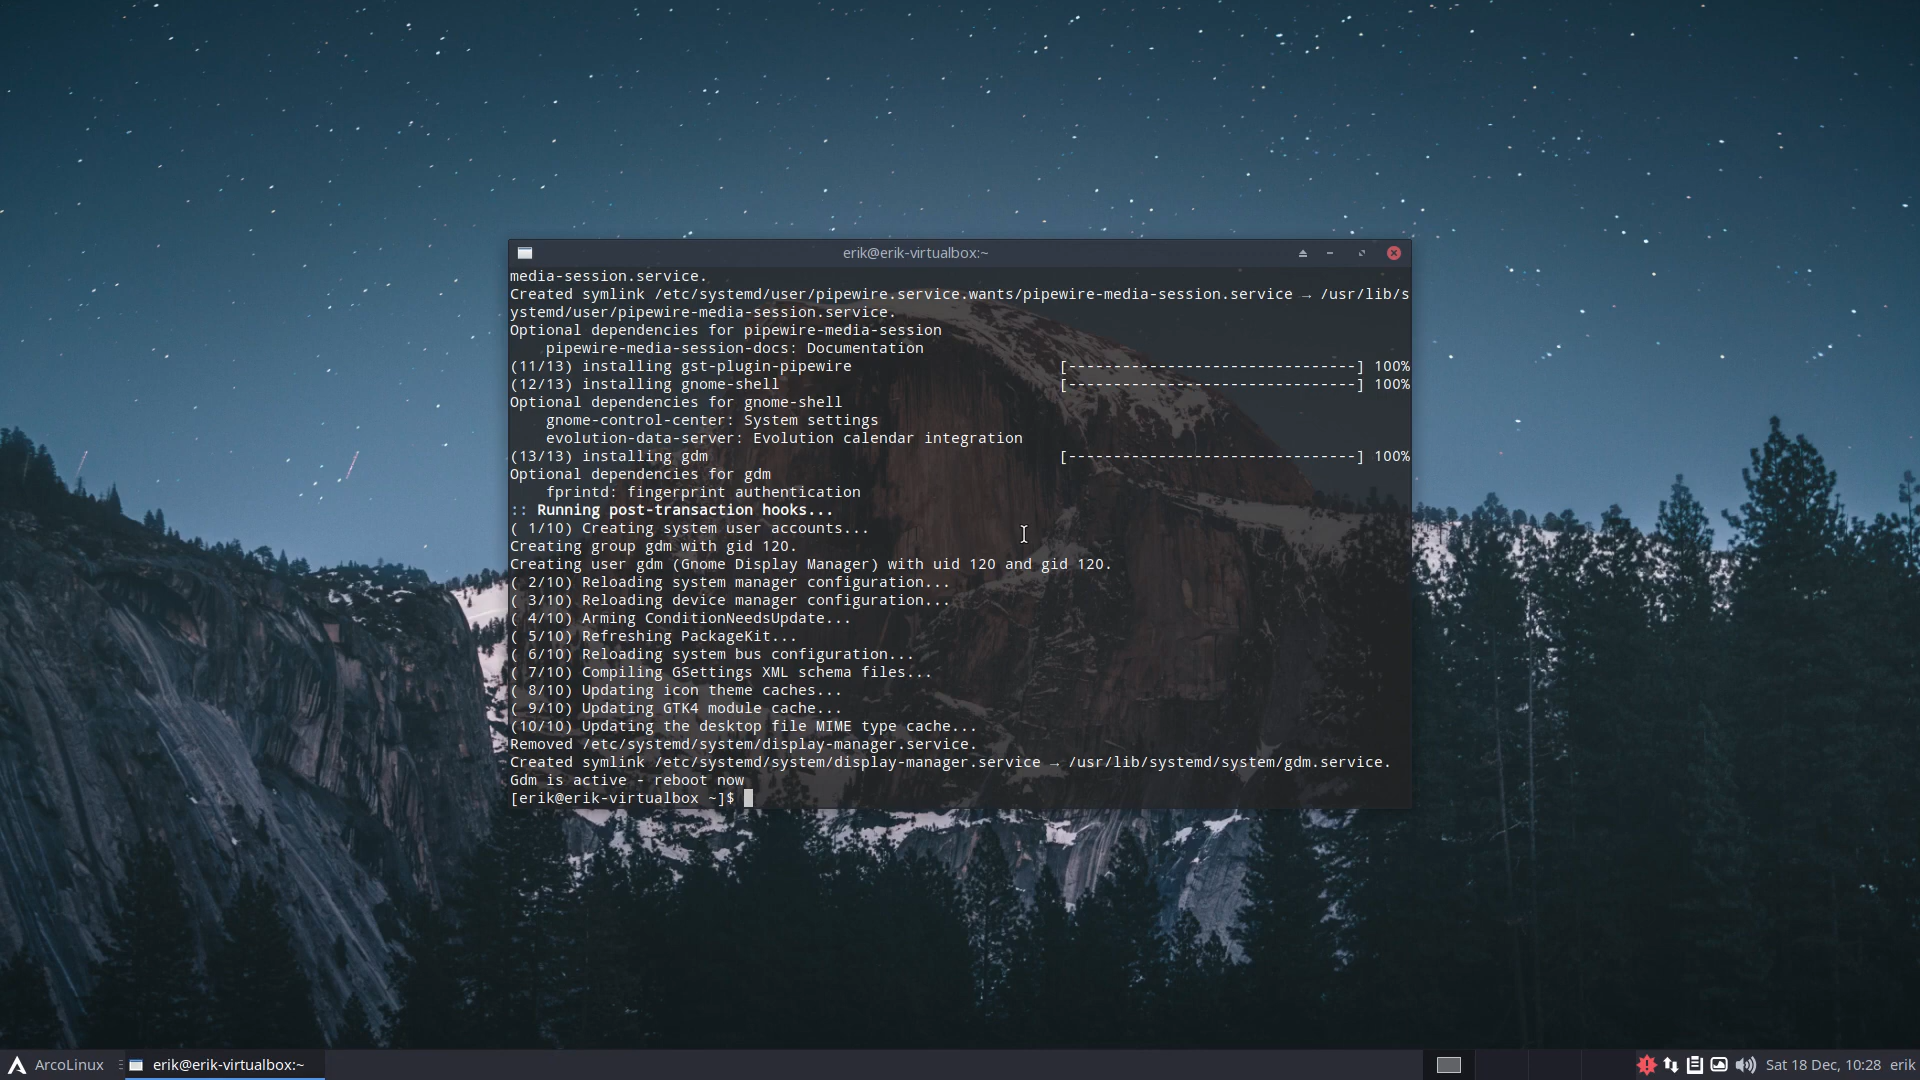 erik@erik-virtualbox:~
media-session.service.
Created symlink /etc/systemd/user/pipewire.service.wants/pipewire-media-session.service → /usr/lib/s
ystemd/user/pipewire-media-session.service.
Optional dependencies for pipewire-media-session
    pipewire-media-session-docs: Documentation
(11/13) installing gst-plugin-pipewire                       [--------------------------------] 100%
(12/13) installing gnome-shell                               [--------------------------------] 100%
Optional dependencies for gnome-shell
    gnome-control-center: System settings
    evolution-data-server: Evolution calendar integration
(13/13) installing gdm                                       [--------------------------------] 100%
Optional dependencies for gdm
    fprintd: fingerprint authentication
:: Running post-transaction hooks...
( 1/10) Creating system user accounts...
Creating group gdm with gid 120.
Creating user gdm (Gnome Display Manager) with uid 120 and gid 120.
( 2/10) Reloading system manager configuration...
( 3/10) Reloading device manager configuration...
( 4/10) Arming ConditionNeedsUpdate...
( 5/10) Refreshing PackageKit...
( 6/10) Reloading system bus configuration...
( 7/10) Compiling GSettings XML schema files...
( 8/10) Updating icon theme caches...
( 9/10) Updating GTK4 module cache...
(10/10) Updating the desktop file MIME type cache...
Removed /etc/systemd/system/display-manager.service.
Created symlink /etc/systemd/system/display-manager.service → /usr/lib/systemd/system/gdm.service.
Gdm is active - reboot now
[erik@erik-virtualbox ~]$
ArcoLinux erik@erik-virtualbox:~ Sat 18 Dec, 10:28 erik